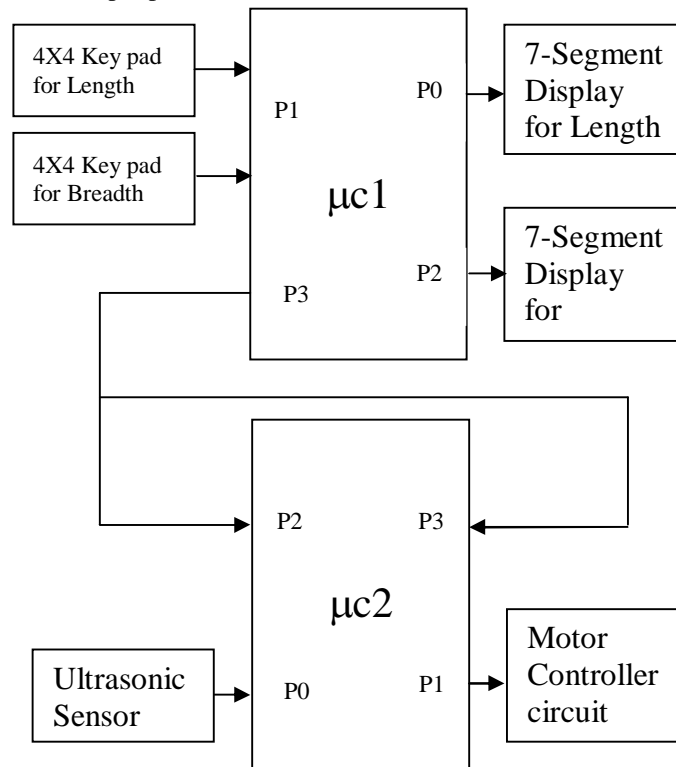 4X4 Key pad
for Length
P1
P0
7-Segment
Display
for Length
4X4 Key pad
for Breadth
μc1
P3
P2
7-Segment
Display
for
P2
P3
μc2
Ultrasonic
Sensor
P0
P1
Motor
Controller
circuit